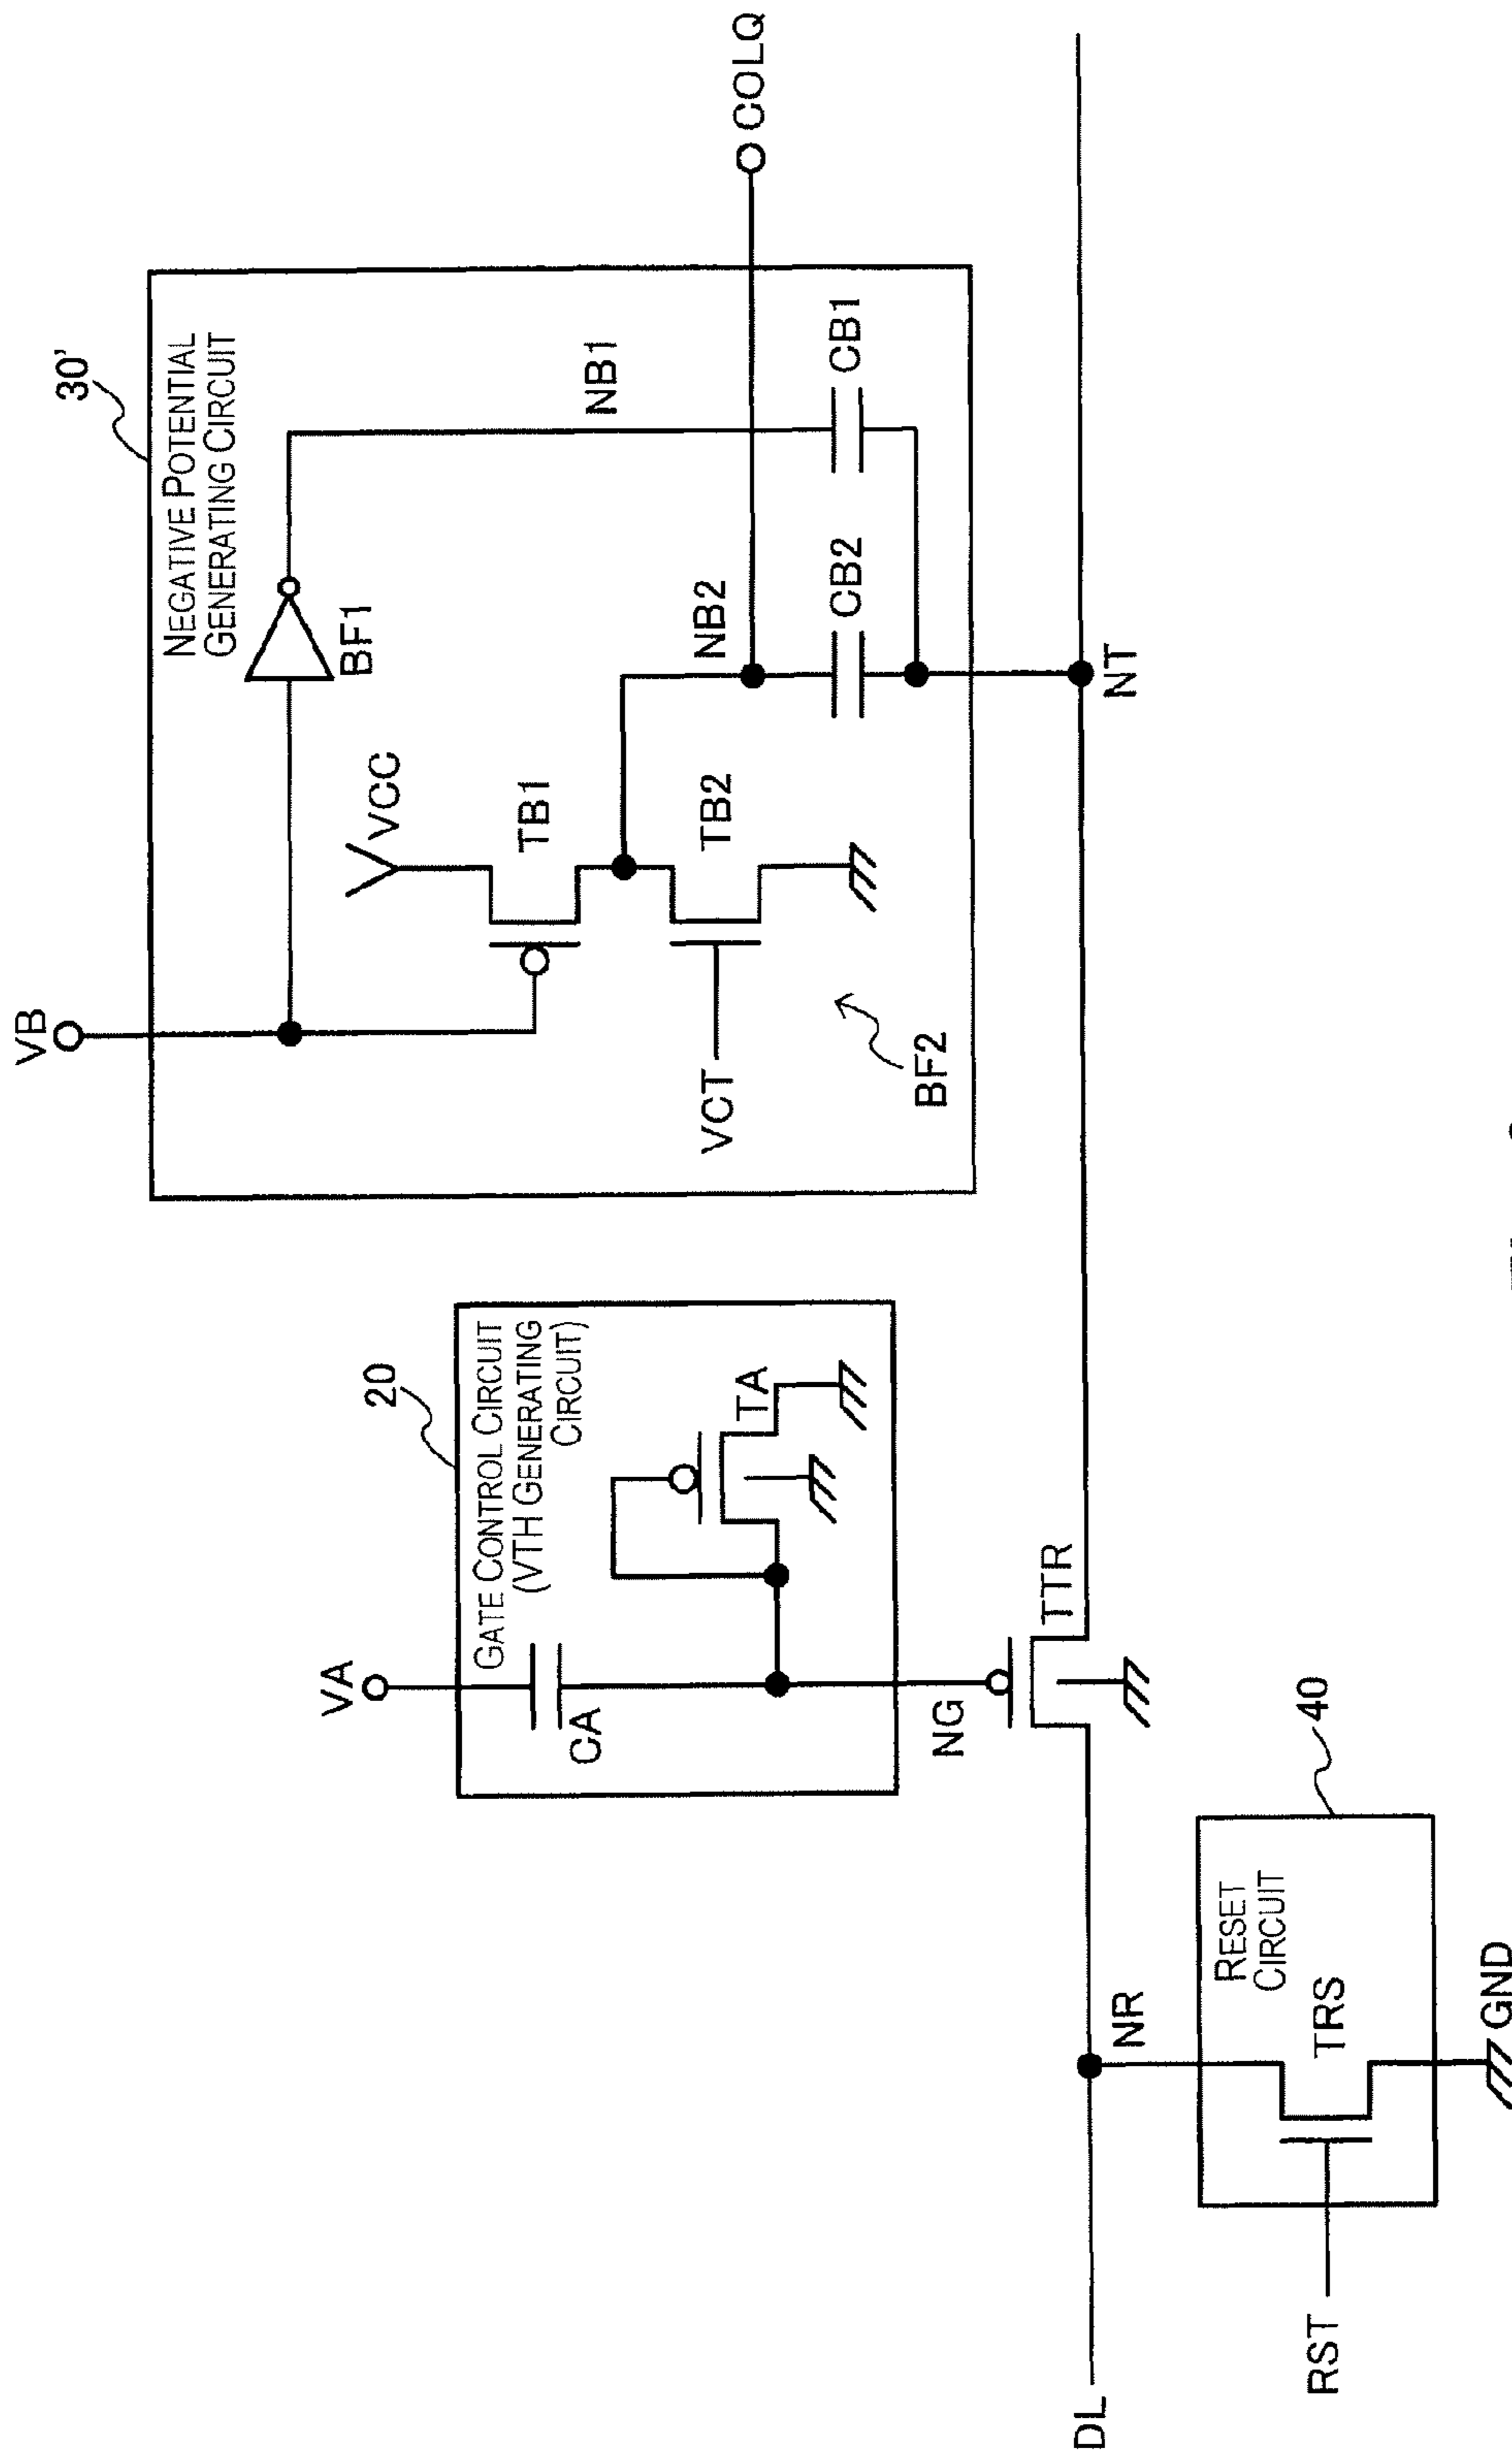 30'
NEGATIVE POTENTIAL
GENERATING CIRCUIT
VB
BF1
VCC
TB1
TB2
VCT
BF2
NB1
NB2
CB2
CB1
COLQ
NT
20
GATE CONTROL CIRCUIT
(VTH GENERATING
CIRCUIT)
VA
CA
TA
NG
TTR
40
RESET
CIRCUIT
TRS
NR
DL
RST
GND